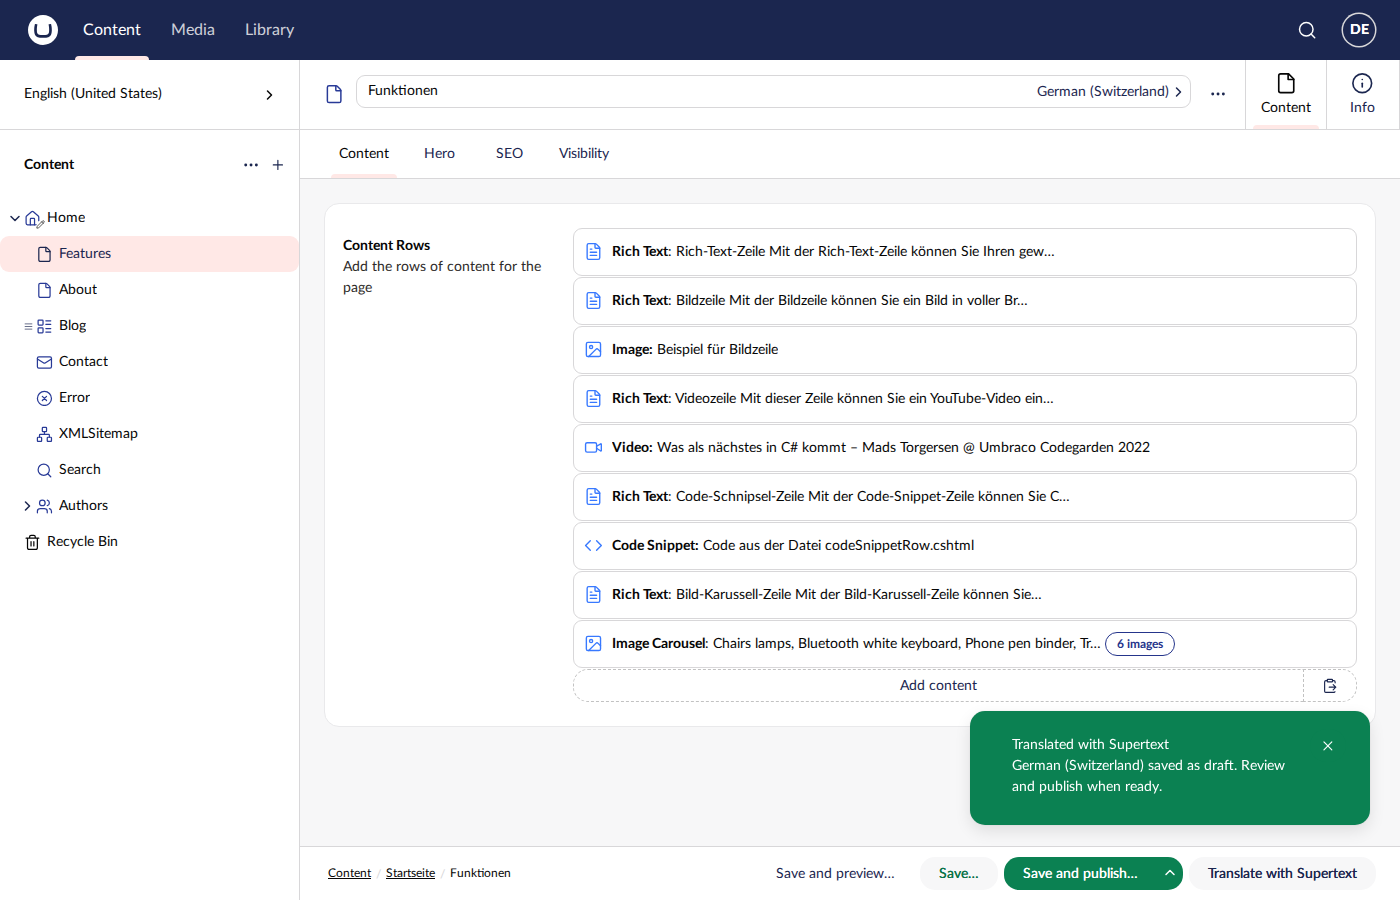 Content
Media
Library
DE
English (United States)
Funktionen
German (Switzerland)
Content
Info
Content
Content
Hero
SEO
Visibility
Home
Features
About
Blog
Contact
Error
XMLSitemap
Search
Authors
Recycle Bin
Content Rows
Add the rows of content for the
page
Rich Text: Rich-Text-Zeile Mit der Rich-Text-Zeile können Sie Ihren gew...
Rich Text: Bildzeile Mit der Bildzeile können Sie ein Bild in voller Br...
Image: Beispiel für Bildzeile
Rich Text: Videozeile Mit dieser Zeile können Sie ein YouTube-Video ein...
Video: Was als nächstes in C# kommt – Mads Torgersen @ Umbraco Codegarden 2022
Rich Text: Code-Schnipsel-Zeile Mit der Code-Snippet-Zeile können Sie C...
Code Snippet: Code aus der Datei codeSnippetRow.cshtml
Rich Text: Bild-Karussell-Zeile Mit der Bild-Karussell-Zeile können Sie...
Image Carousel: Chairs lamps, Bluetooth white keyboard, Phone pen binder, Tr... 6 images
Add content
Translated with Supertext
German (Switzerland) saved as draft. Review
and publish when ready.
Content / Startseite / Funktionen
Save and preview...
Save...
Save and publish...
Translate with Supertext